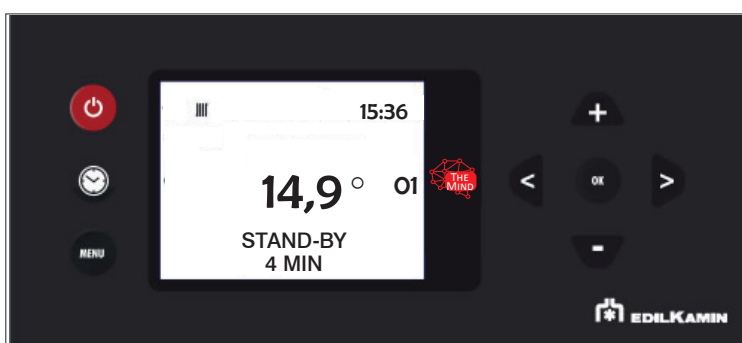 15:36
14,9° 01
THE
MIND
STAND-BY
4 MIN
MENU
OK
EDILKAMIN